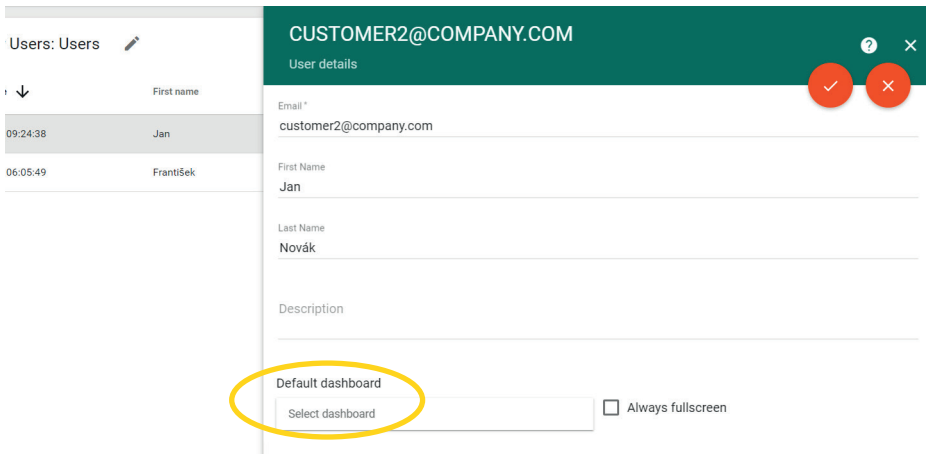 Users: Users
First name
09:24:38
Jan
06:05:49
František
CUSTOMER2@COMPANY.COM
User details
?
Email *
customer2@company.com
First Name
Jan
Last Name
Novák
Description
Default dashboard
Select dashboard
Always fullscreen